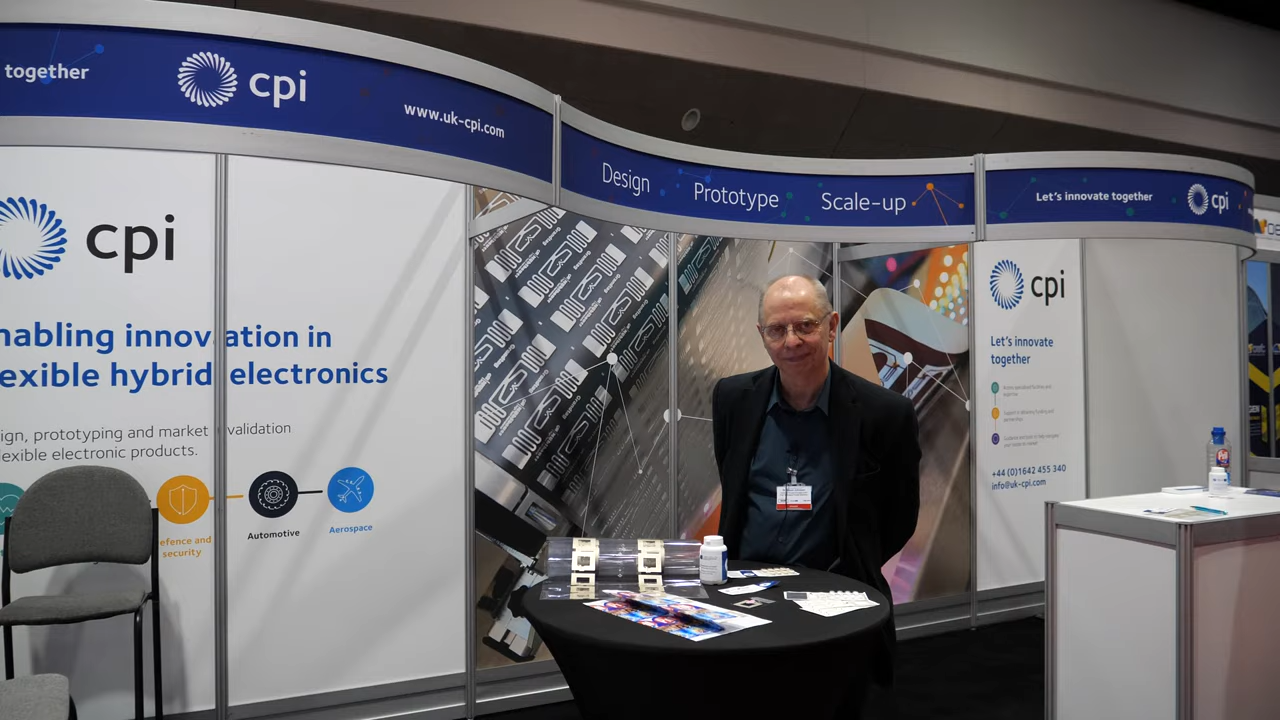 together
cpi
www.uk-cpi.com
Design
Prototype
Scale-up
Let's innovate together
cpi
cpi
nabling innovation in
exible hybrid electronics
ign, prototyping and market validation
lexible electronic products.
efence and
security
Automotive
Aerospace
cpi
Let's innovate
together
+44 (0)1642 455 340
info@uk-cpi.com